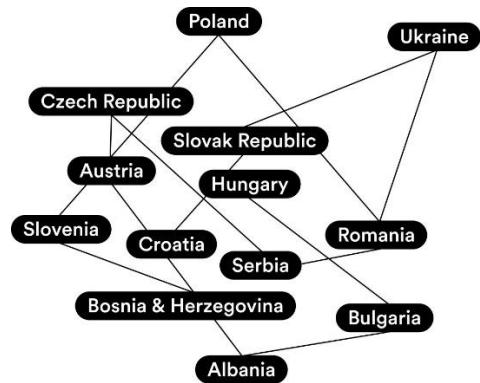 Poland
Ukraine
Czech Republic
Slovak Republic
Austria
Hungary
Slovenia
Croatia
Romania
Serbia
Bosnia & Herzegovina
Bulgaria
Albania